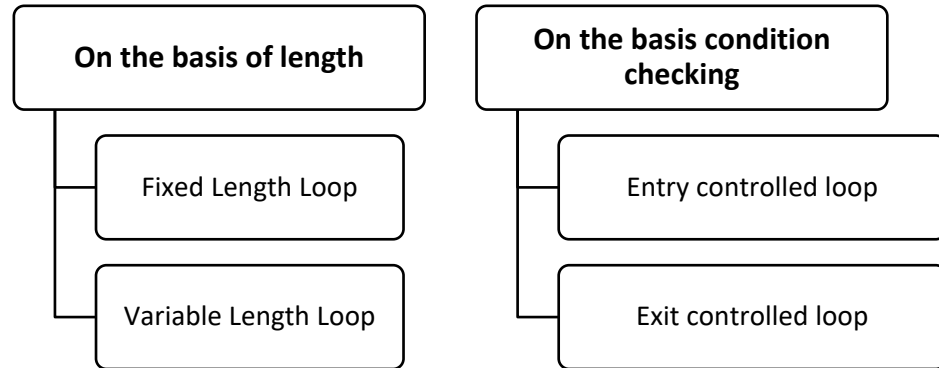 On the basis of length
Fixed Length Loop
Variable Length Loop
On the basis condition
checking
Entry controlled loop
Exit controlled loop